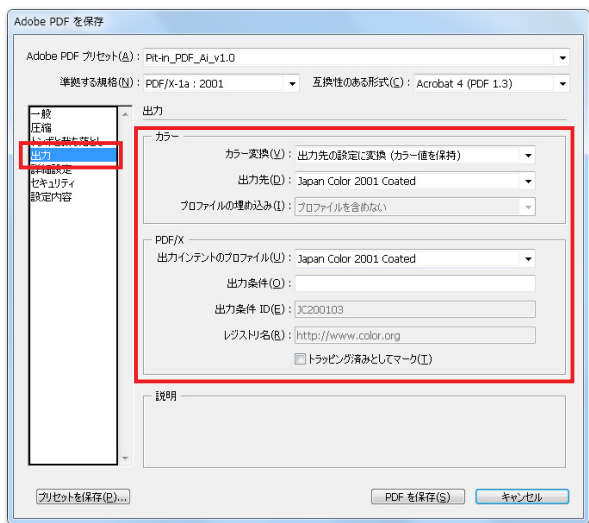 Adobe PDF を保存
Adobe PDF プリセット(A): Pit-in_PDF_Ai_v1.0
準拠する規格(N): PDF/X-1a : 2001 互換性のある形式(C): Acrobat 4 (PDF 1.3)
一般
圧縮
トンボと裁ち落とし
出力
詳細設定
セキュリティ
設定内容
出力
カラー
カラー変換(V): 出力先の設定に変換 (カラー値を保持)
出力先(D): Japan Color 2001 Coated
プロファイルの埋め込み(I): プロファイルを含めない
PDF/X
出力インテントのプロファイル(U): Japan Color 2001 Coated
出力条件(O):
出力条件 ID(E): JC200103
レジストリ名(R): http://www.color.org
トラッピング済みとしてマーク(T)
説明
プリセットを保存(P)... PDF を保存(S) キャンセル